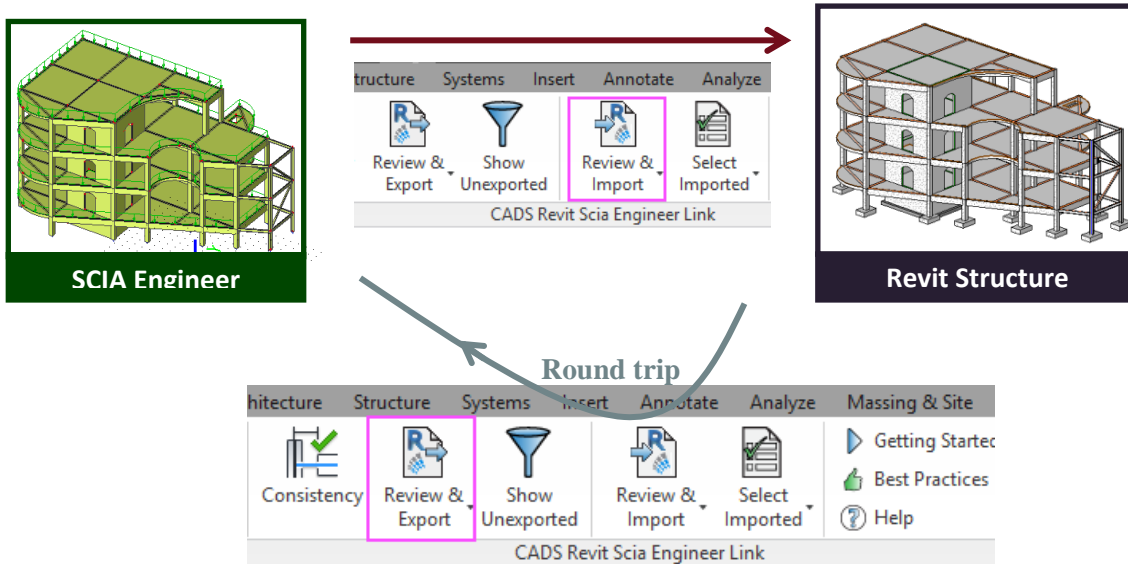 tructure Systems Insert Annotate Analyze
Review & Export Show Unexported Review & Import Select Imported
CADS Revit Scia Engineer Link
SCIA Engineer
Revit Structure
Round trip
hitecture Structure Systems Insert Annotate Analyze Massing & Site
Consistency Review & Export Show Unexported Review & Import Select Imported
Getting Started
Best Practices
Help
CADS Revit Scia Engineer Link